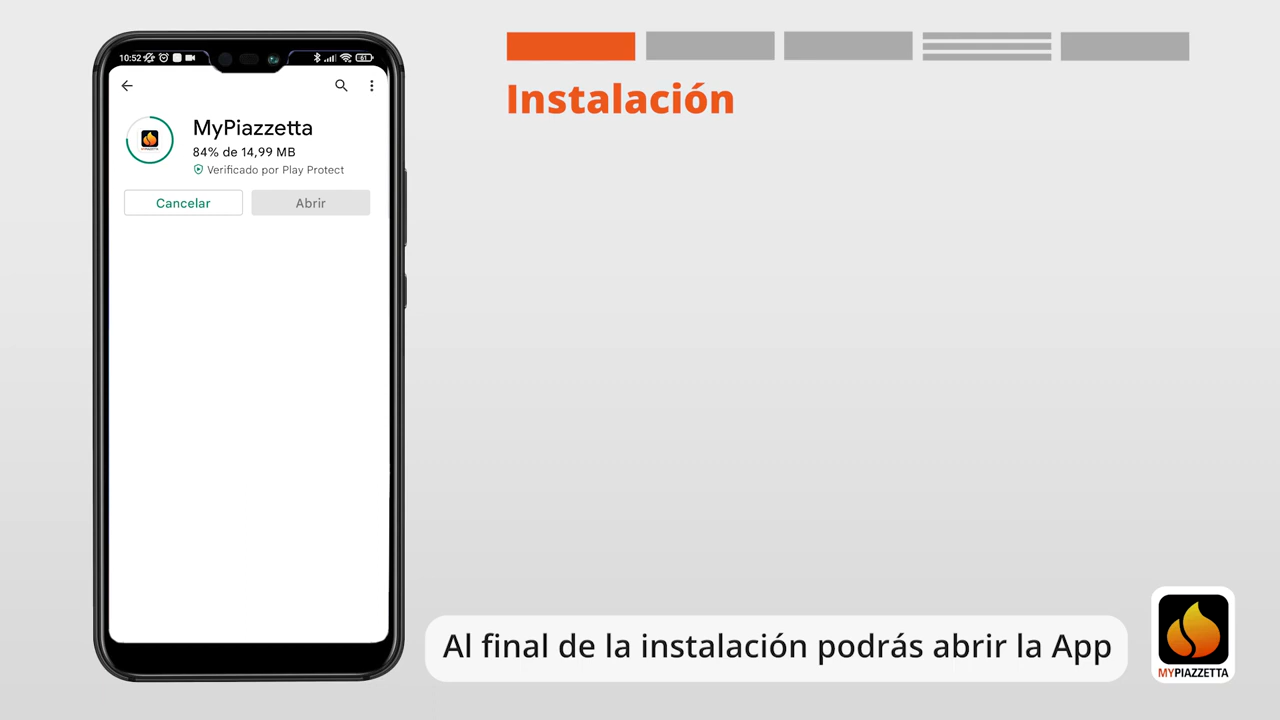 10:52
61
MyPiazzetta
84% de 14,99 MB
Verificado por Play Protect
Cancelar
Abrir
Instalación
Al final de la instalación podrás abrir la App
MYPIAZZETTA